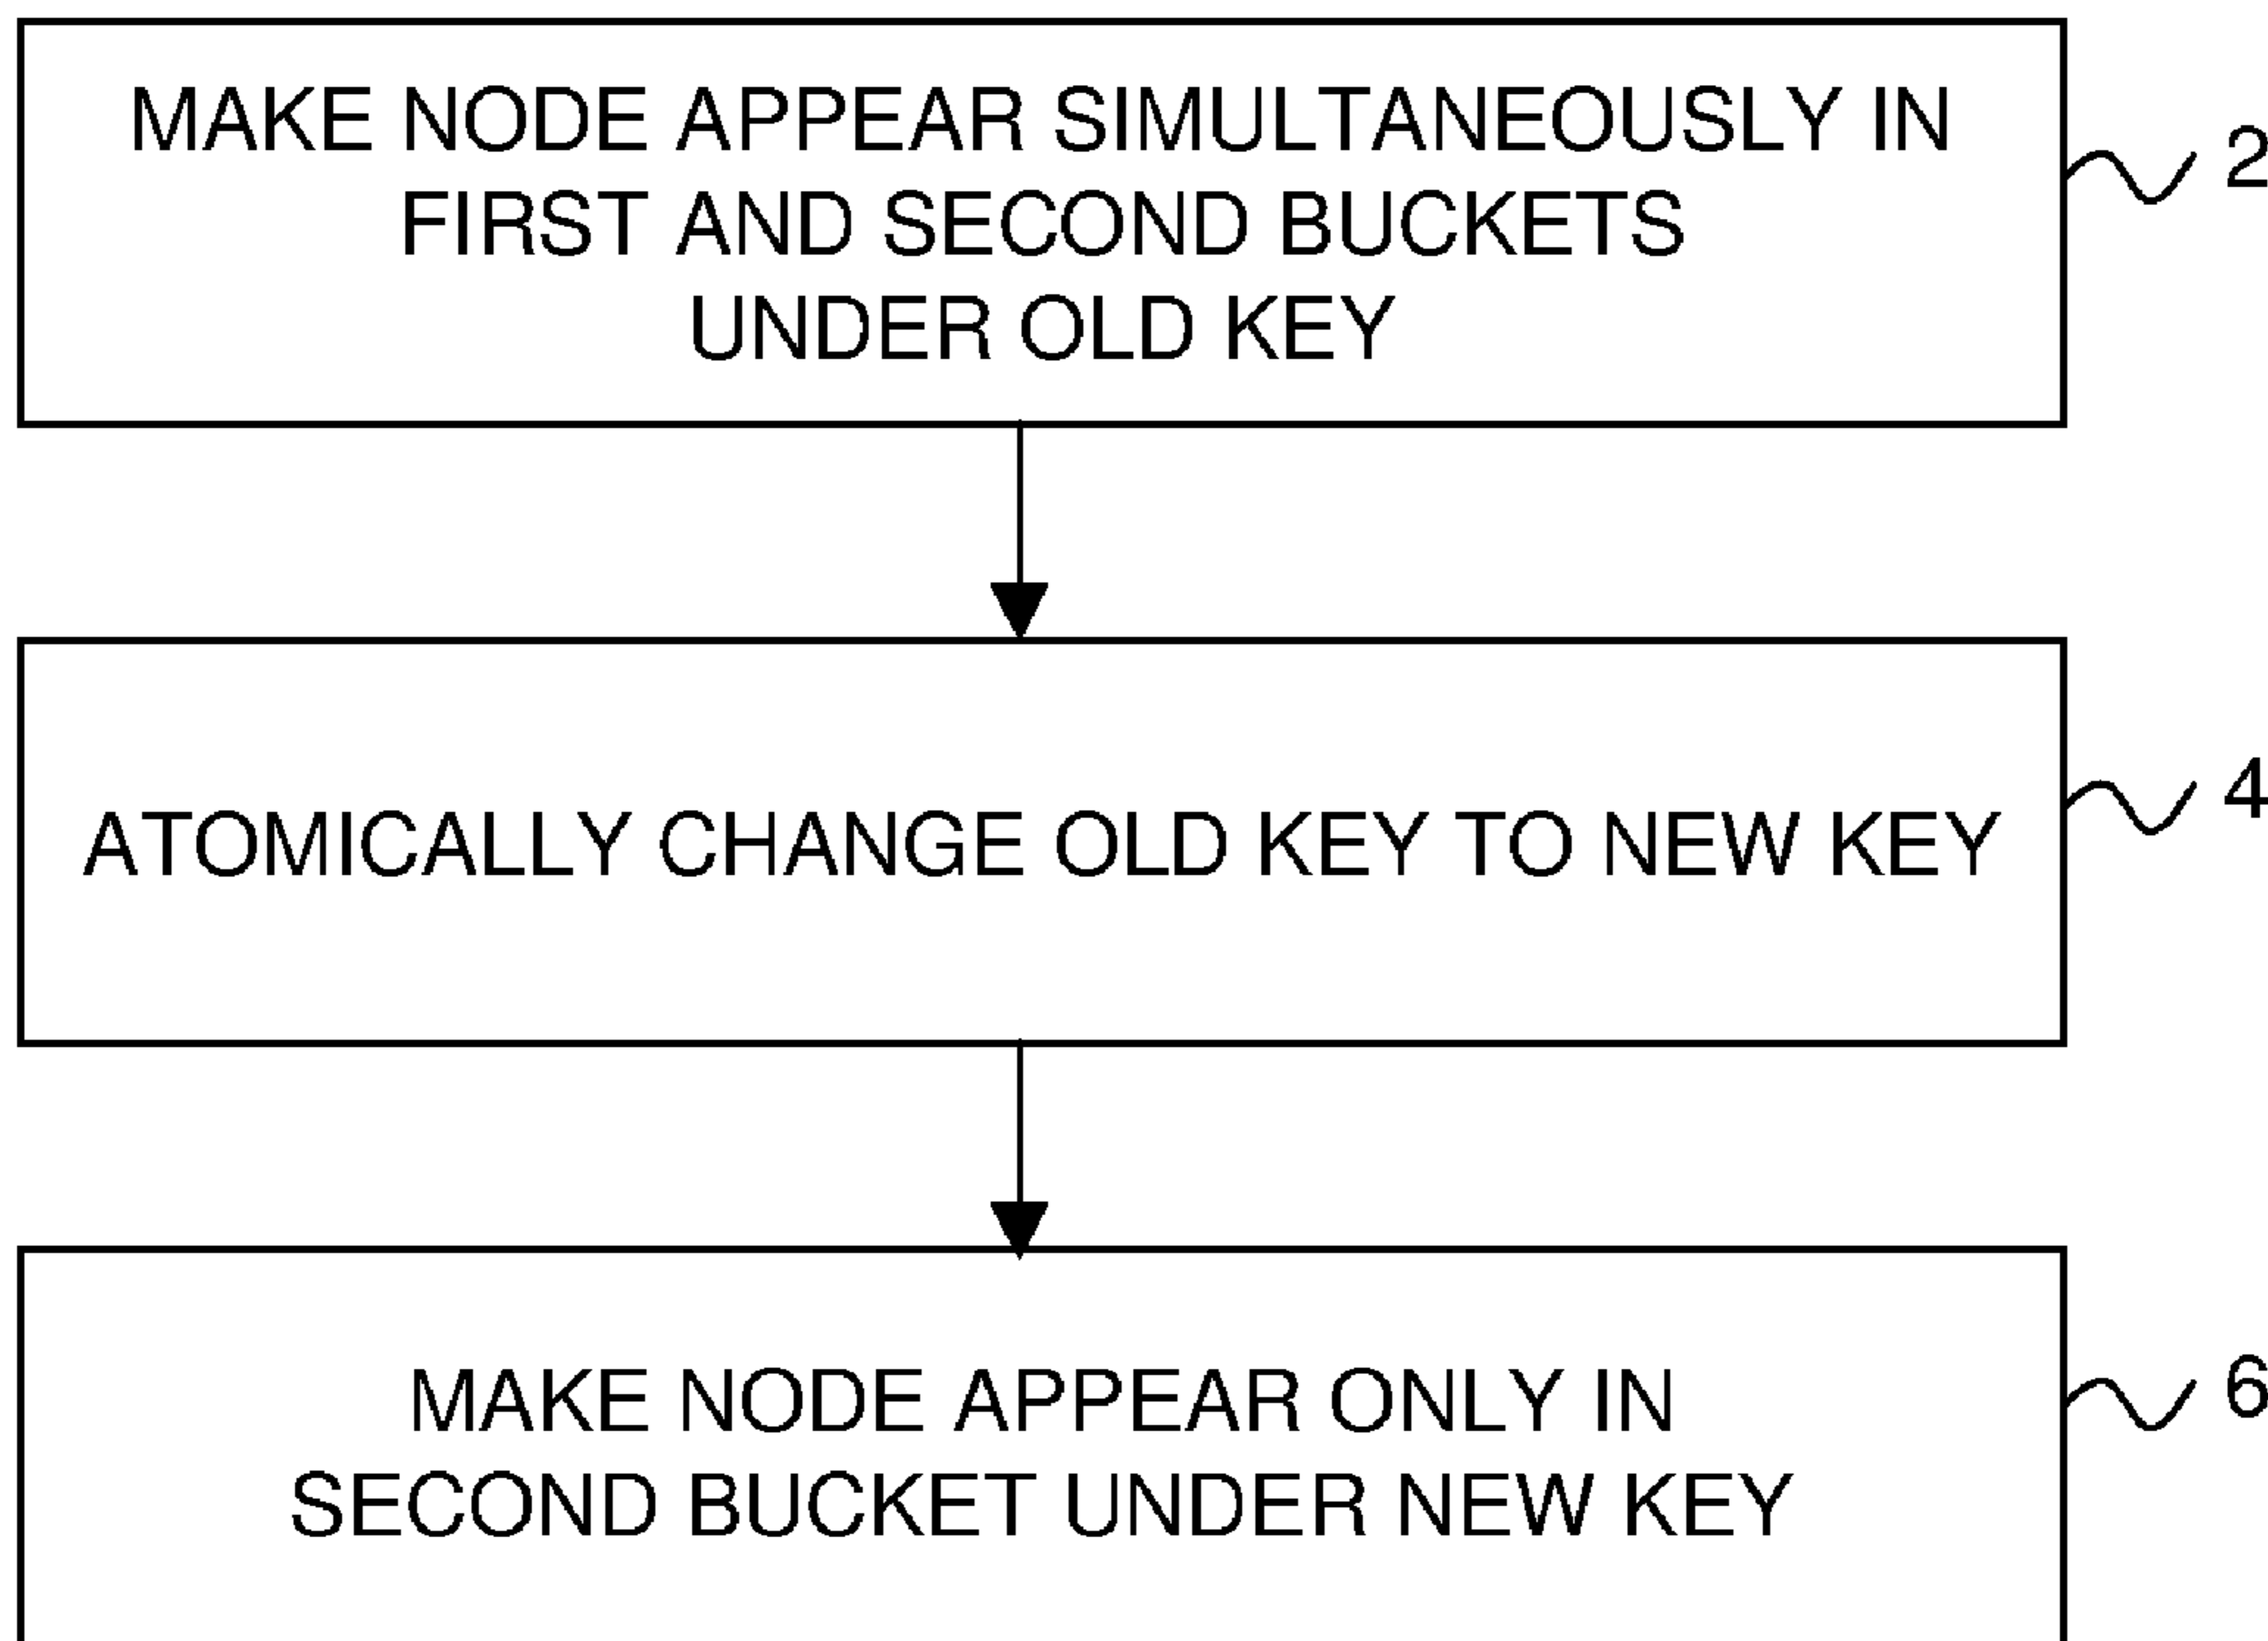 MAKE NODE APPEAR SIMULTANEOUSLY IN
FIRST AND SECOND BUCKETS
UNDER OLD KEY
2
ATOMICALLY CHANGE OLD KEY TO NEW KEY
4
MAKE NODE APPEAR ONLY IN
SECOND BUCKET UNDER NEW KEY
6